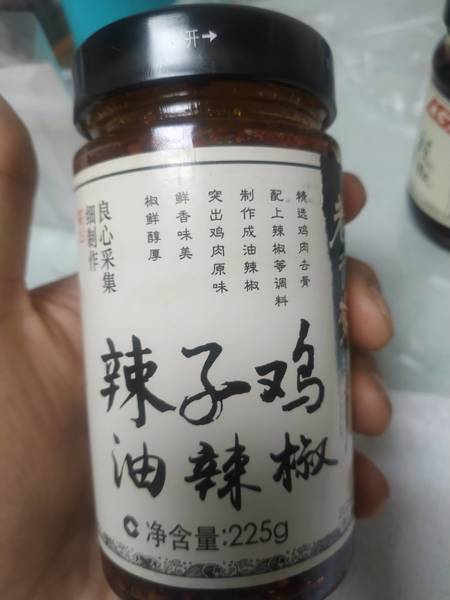 开→
精选鸡肉去骨
配上辣椒等调料
制作成油辣椒
突出鸡肉原味
鲜香味美
椒鲜醇厚
良心采集
细制作
辣子鸡
油辣椒
净含量:225g